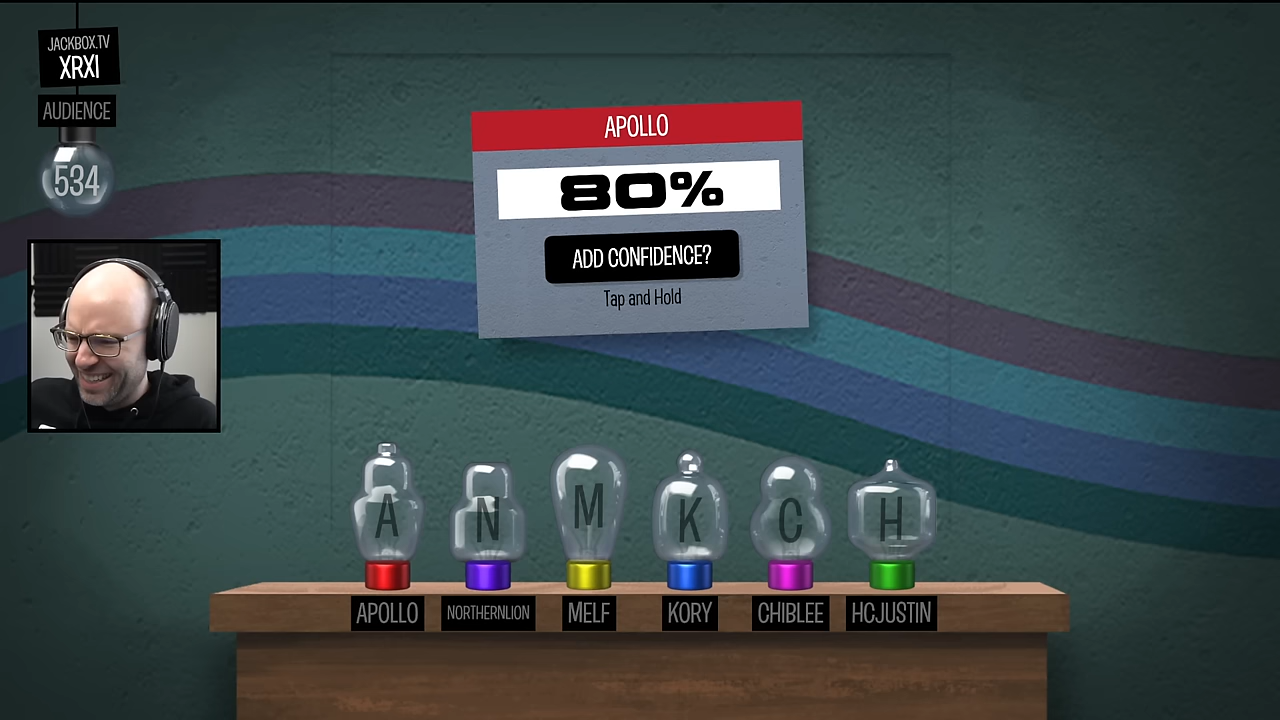 JACKBOX.TV
XRXI
AUDIENCE
534
APOLLO
80%
ADD CONFIDENCE?
Tap and Hold
A N M K C H
APOLLO NORTHERNLION MELF KORY CHIBLEE HCJUSTIN